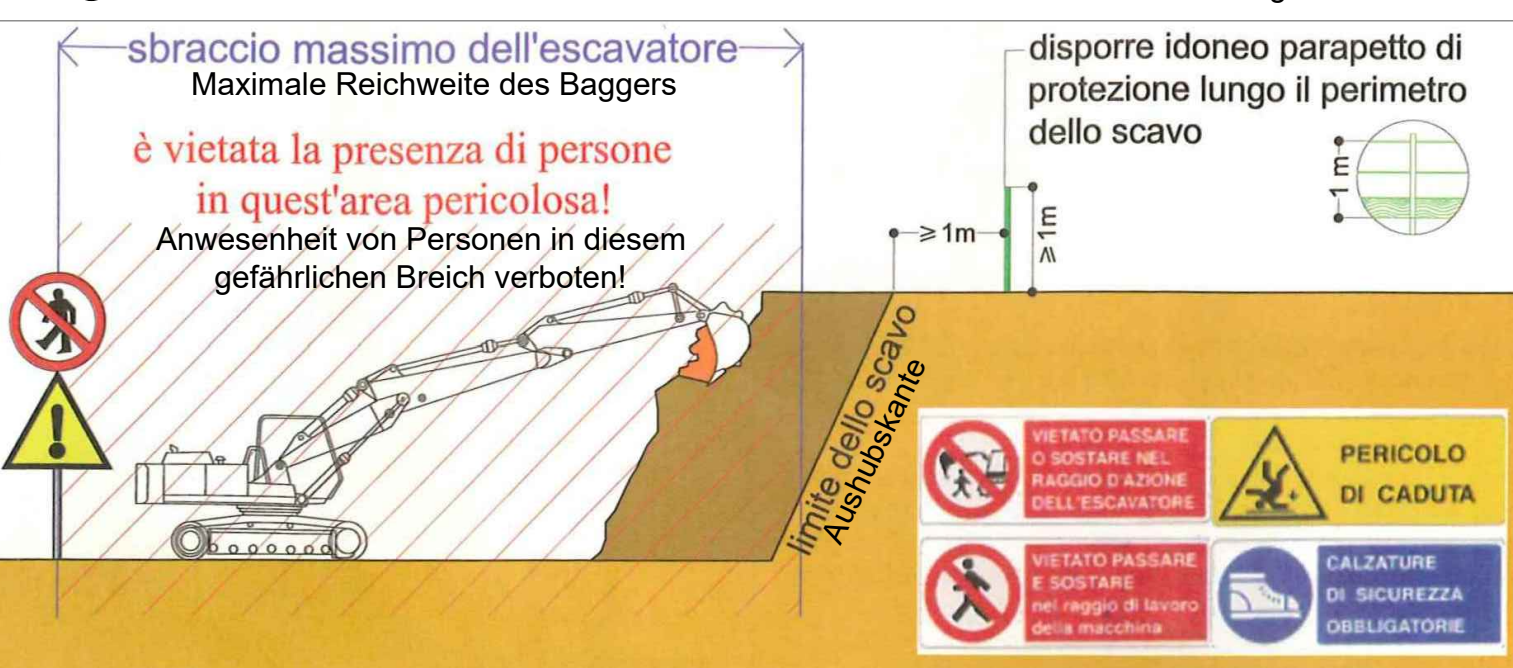 sbraccio massimo dell'escavatore
Maximale Reichweite des Baggers
è vietata la presenza di persone
in quest'area pericolosa!
Anwesenheit von Personen in diesem
gefährlichen Breich verboten!
disporre idoneo parapetto di
protezione lungo il perimetro
dello scavo
1 m
≥ 1m
≥ 1m
limite dello scavo
Aushubskante
VIETATO PASSARE
O SOSTARE NEL
RAGGIO D'AZIONE
DELL'ESCAVATORE
PERICOLO
DI CADUTA
VIETATO PASSARE
E SOSTARE
nel raggio di lavoro
della macchina
CALZATURE
DI SICUREZZA
OBBLIGATORIE